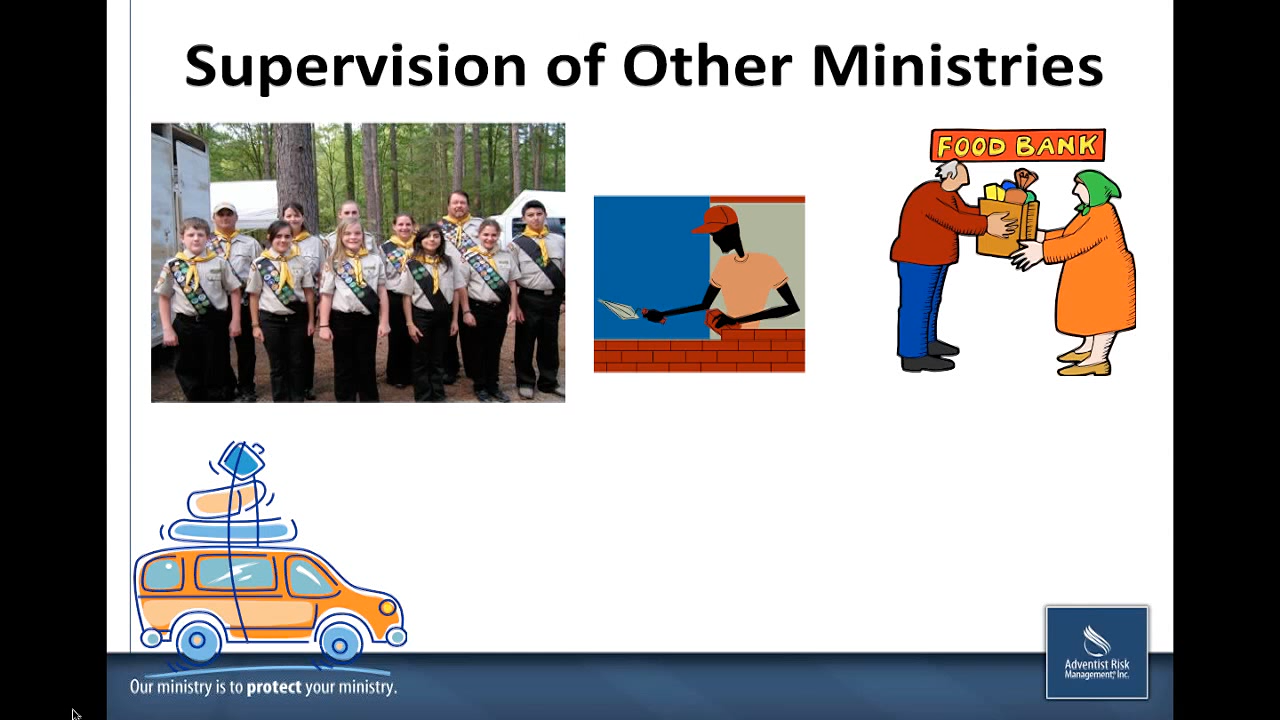 Supervision of Other Ministries
FOOD BANK
Our ministry is to protect your ministry.
Adventist Risk
Management, Inc.